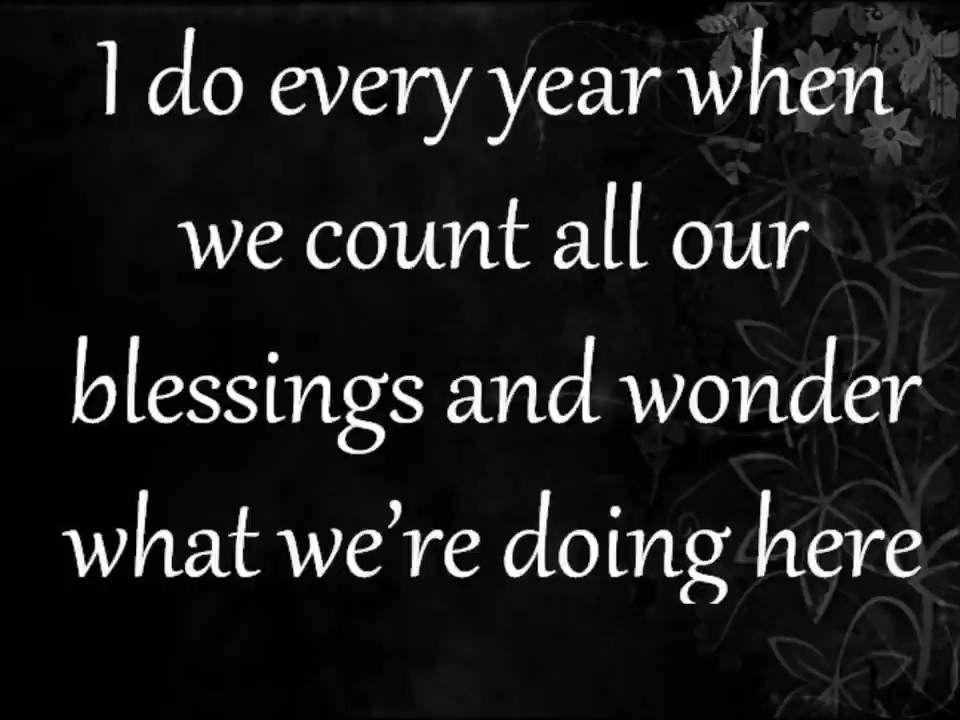 I do every year when
we count all our
blessings and wonder
what we're doing here